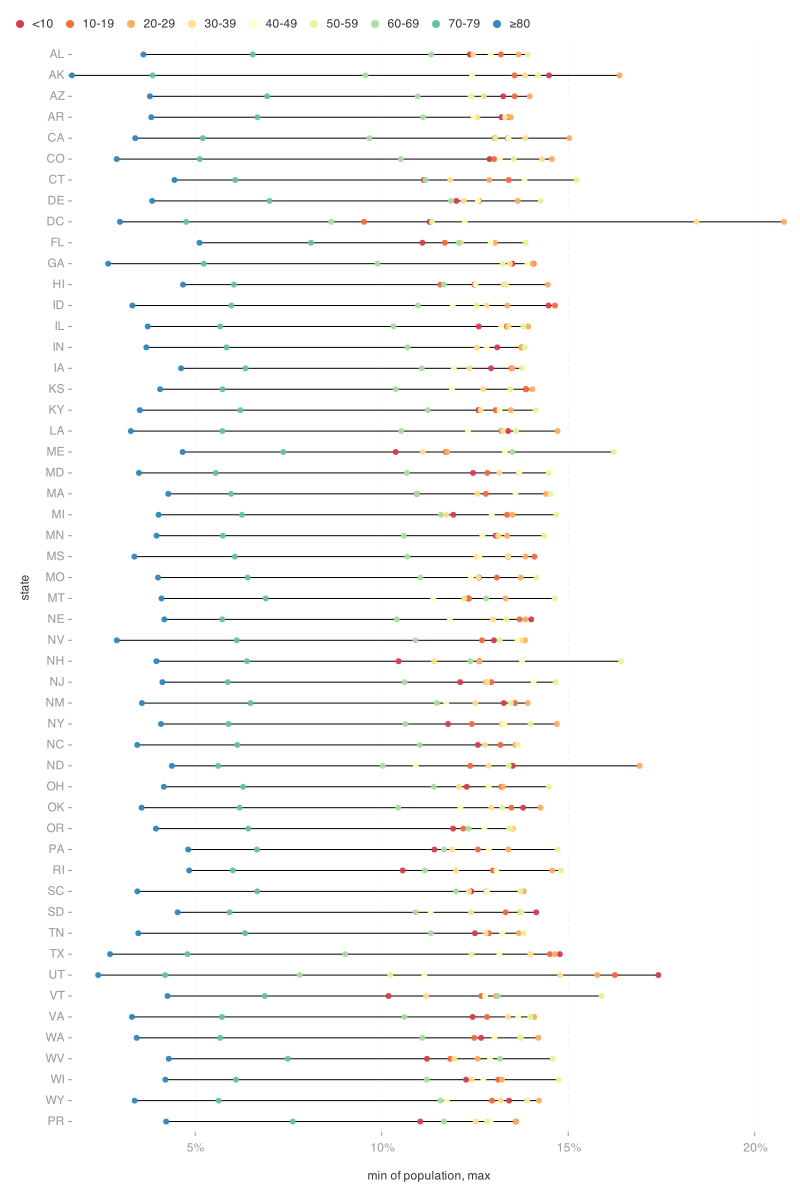 <10 10-19 20-29 30-39 40-49 50-59 60-69 70-79 ≥80
AL
AK
AZ
AR
CA
CO
CT
DE
DC
FL
GA
HI
ID
IL
IN
IA
KS
KY
LA
ME
MD
MA
MI
MN
MS
MO
MT
NE
NV
NH
NJ
NM
NY
NC
ND
OH
OK
OR
PA
RI
SC
SD
TN
TX
UT
VT
VA
WA
WV
WI
WY
PR
state
5% 10% 15% 20%
min of population, max